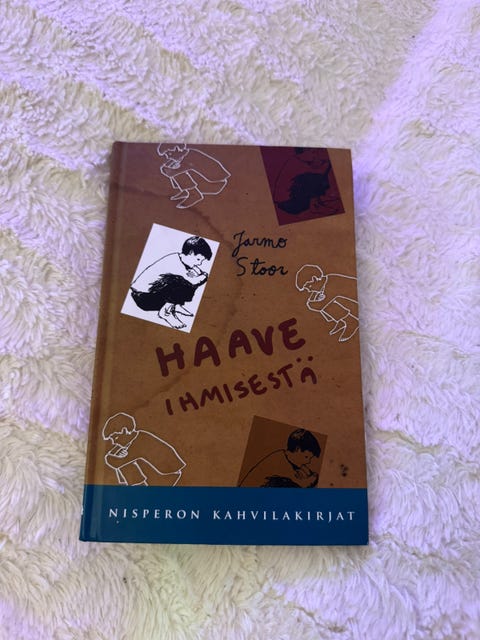 Jarmo
Stoor
HAAVE
IHMISESTÄ
NISPERON KAHVILAKIRJAT